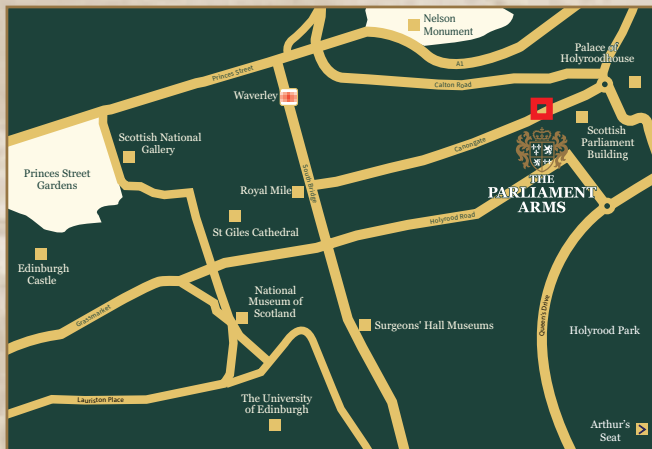 Nelson
Monument
Palace of
Holyroodhouse
Princes Street
A1
Calton Road
Waverley
Scottish National
Gallery
Canongate
Scottish
Parliament
Building
Princes Street
Gardens
South Bridge
Royal Mile
THE
PARLIAMENT
ARMS
St Giles Cathedral
Holyrood Road
Edinburgh
Castle
National
Museum of
Scotland
Grassmarket
Surgeons' Hall Museums
Queen's Drive
Holyrood Park
Lauriston Place
The University
of Edinburgh
Arthur's
Seat